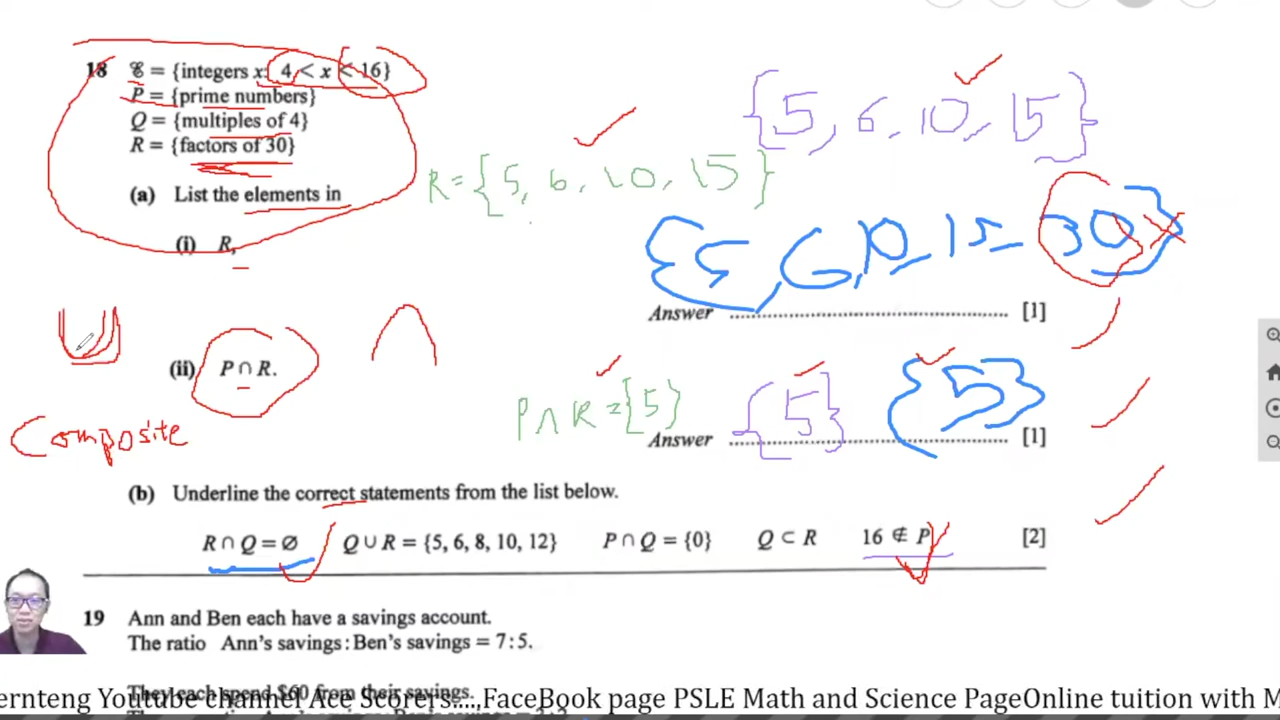 18 ℰ = {integers x: 4 < x < 16}
P = {prime numbers}
Q = {multiples of 4}
R = {factors of 30}
{5, 6, 10, 15}
R = {5, 6, 10, 15}
(a) List the elements in
(i) R,
{5, 6, 10, 15 30}
Answer ........................................ [1]
(ii) P ∩ R.
P ∩ R = {5}
{5}
{5}
Answer ........................................ [1]
Composite
(b) Underline the correct statements from the list below.
R ∩ Q = ∅ Q ∪ R = {5, 6, 8, 10, 12} P ∩ Q = {0} Q ⊂ R 16 ∉ P [2]
19 Ann and Ben each have a savings account.
The ratio Ann's savings : Ben's savings = 7 : 5.
They each spend $60 from their savings.
ernteng Youtube channel Ace Scorers...,FaceBook page PSLE Math and Science PageOnline tuition with M